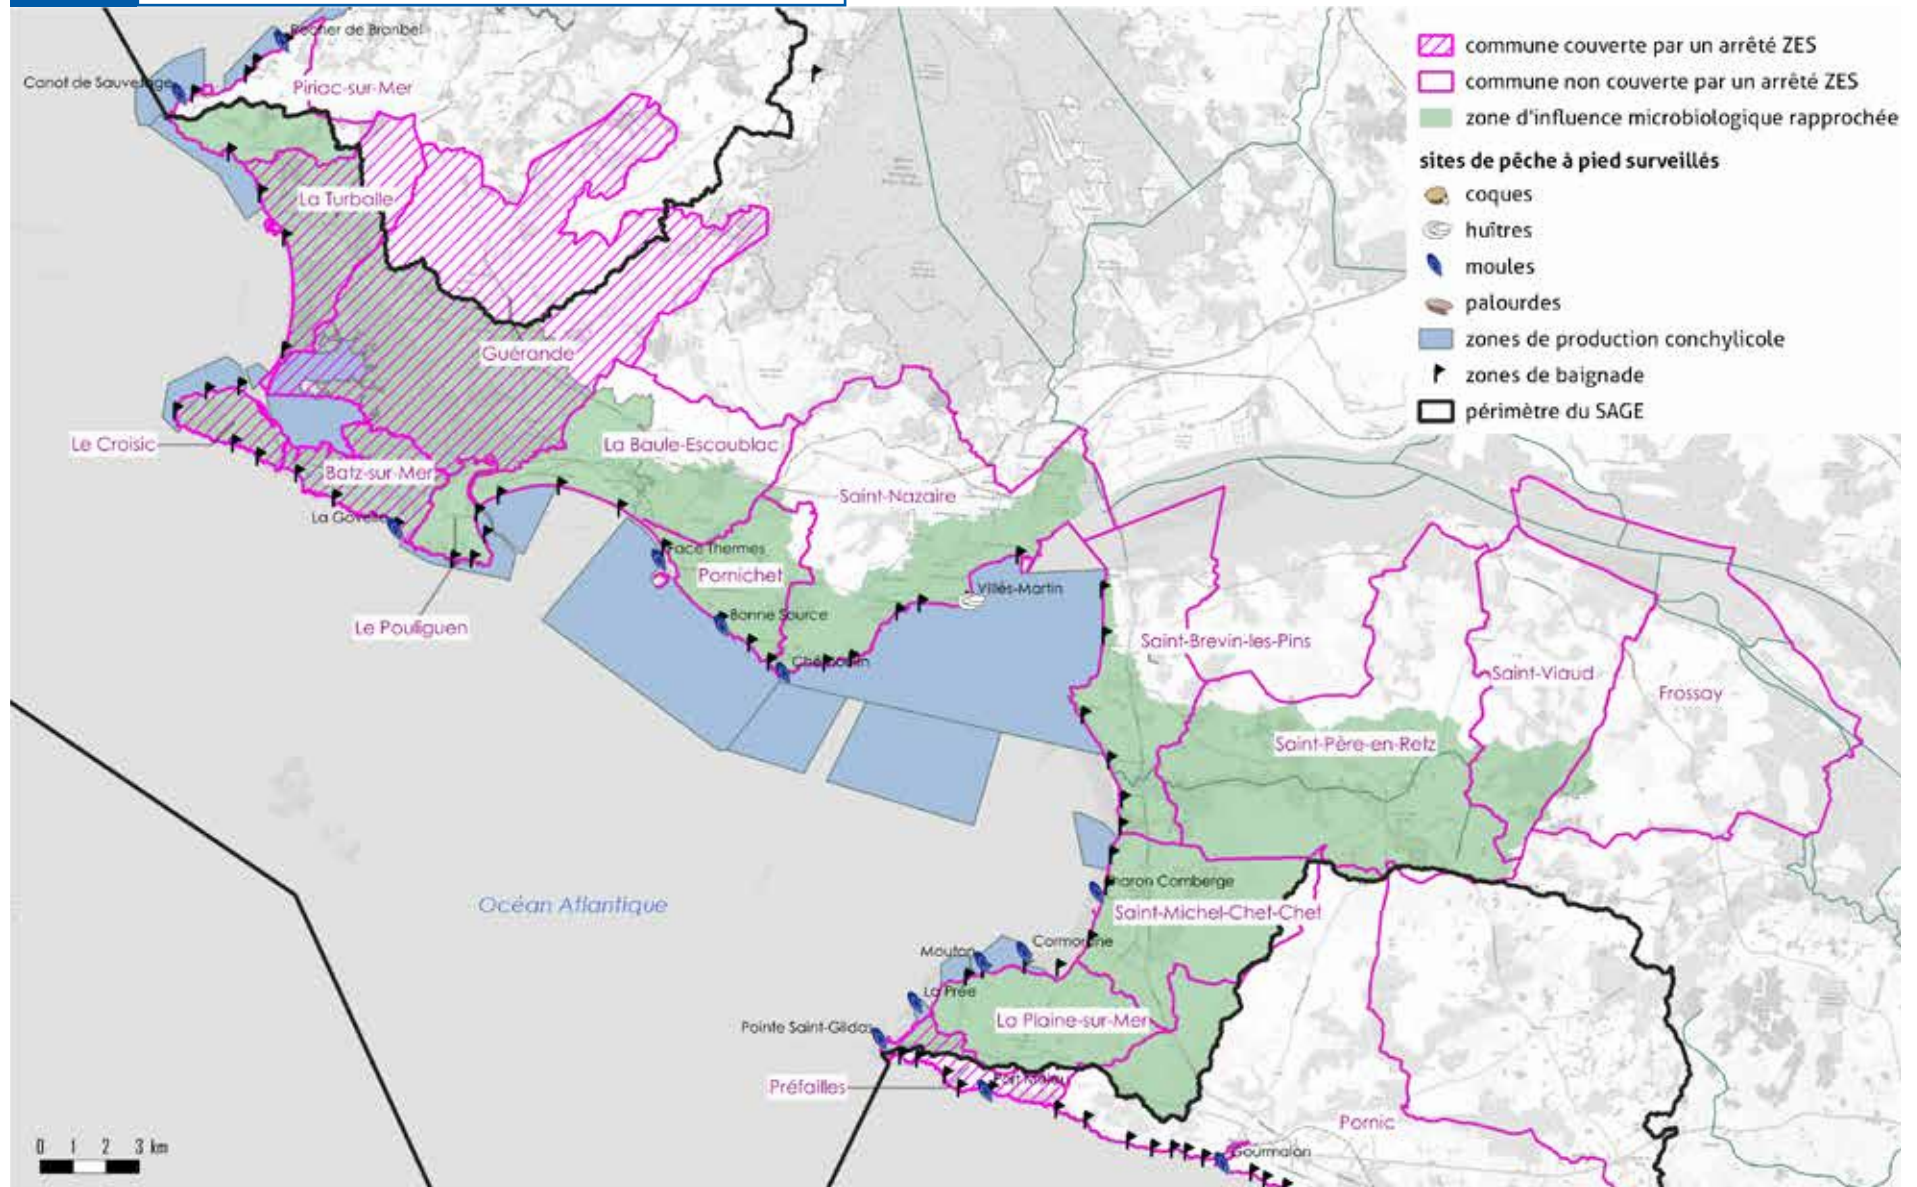 commune couverte par un arrêté ZES
commune non couverte par un arrêté ZES
zone d'influence microbiologique rapprochée
sites de pêche à pied surveillés
coques
huîtres
moules
palourdes
zones de production conchylicole
zones de baignade
périmètre du SAGE
Rocher de Branbel
Canot de Sauvetage
Piriac-sur-Mer
La Turballe
Guérande
Le Croisic
La Baule-Escoublac
Batz-sur-Mer
Saint-Nazaire
La Govelle
Face Thermes
Pornichet
Villès-Martin
Bonne Source
Le Pouliguen
Saint-Brevin-les-Pins
Saint-Viaud
Frossay
Saint-Père-en-Retz
Océan Atlantique
Comberge
Saint-Michel-Chef-Chef
Mouton
La Prée
La Plaine-sur-Mer
Pointe Saint-Gildas
Préfailles
Pornic
Gourmalon
0 1 2 3 km